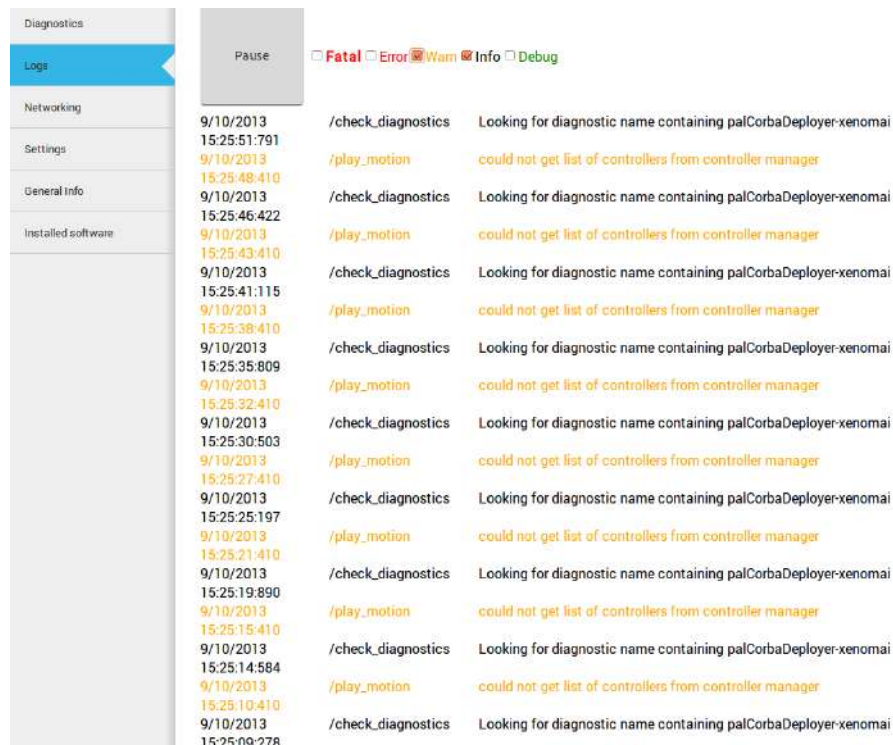 Diagnostics
Logs
Networking
Settings
General Info
Installed software
Pause
Fatal Error Warn Info Debug
9/10/2013 /check_diagnostics Looking for diagnostic name containing palCorbaDeployer-xenomai
15:25:51:791
9/10/2013 /play_motion could not get list of controllers from controller manager
15:25:48:410
9/10/2013 /check_diagnostics Looking for diagnostic name containing palCorbaDeployer-xenomai
15:25:46:422
9/10/2013 /play_motion could not get list of controllers from controller manager
15:25:43:410
9/10/2013 /check_diagnostics Looking for diagnostic name containing palCorbaDeployer-xenomai
15:25:41:115
9/10/2013 /play_motion could not get list of controllers from controller manager
15:25:38:410
9/10/2013 /check_diagnostics Looking for diagnostic name containing palCorbaDeployer-xenomai
15:25:35:809
9/10/2013 /play_motion could not get list of controllers from controller manager
15:25:32:410
9/10/2013 /check_diagnostics Looking for diagnostic name containing palCorbaDeployer-xenomai
15:25:30:503
9/10/2013 /play_motion could not get list of controllers from controller manager
15:25:27:410
9/10/2013 /check_diagnostics Looking for diagnostic name containing palCorbaDeployer-xenomai
15:25:25:197
9/10/2013 /play_motion could not get list of controllers from controller manager
15:25:21:410
9/10/2013 /check_diagnostics Looking for diagnostic name containing palCorbaDeployer-xenomai
15:25:19:890
9/10/2013 /play_motion could not get list of controllers from controller manager
15:25:15:410
9/10/2013 /check_diagnostics Looking for diagnostic name containing palCorbaDeployer-xenomai
15:25:14:584
9/10/2013 /play_motion could not get list of controllers from controller manager
15:25:10:410
9/10/2013 /check_diagnostics Looking for diagnostic name containing palCorbaDeployer-xenomai
15:25:09:278